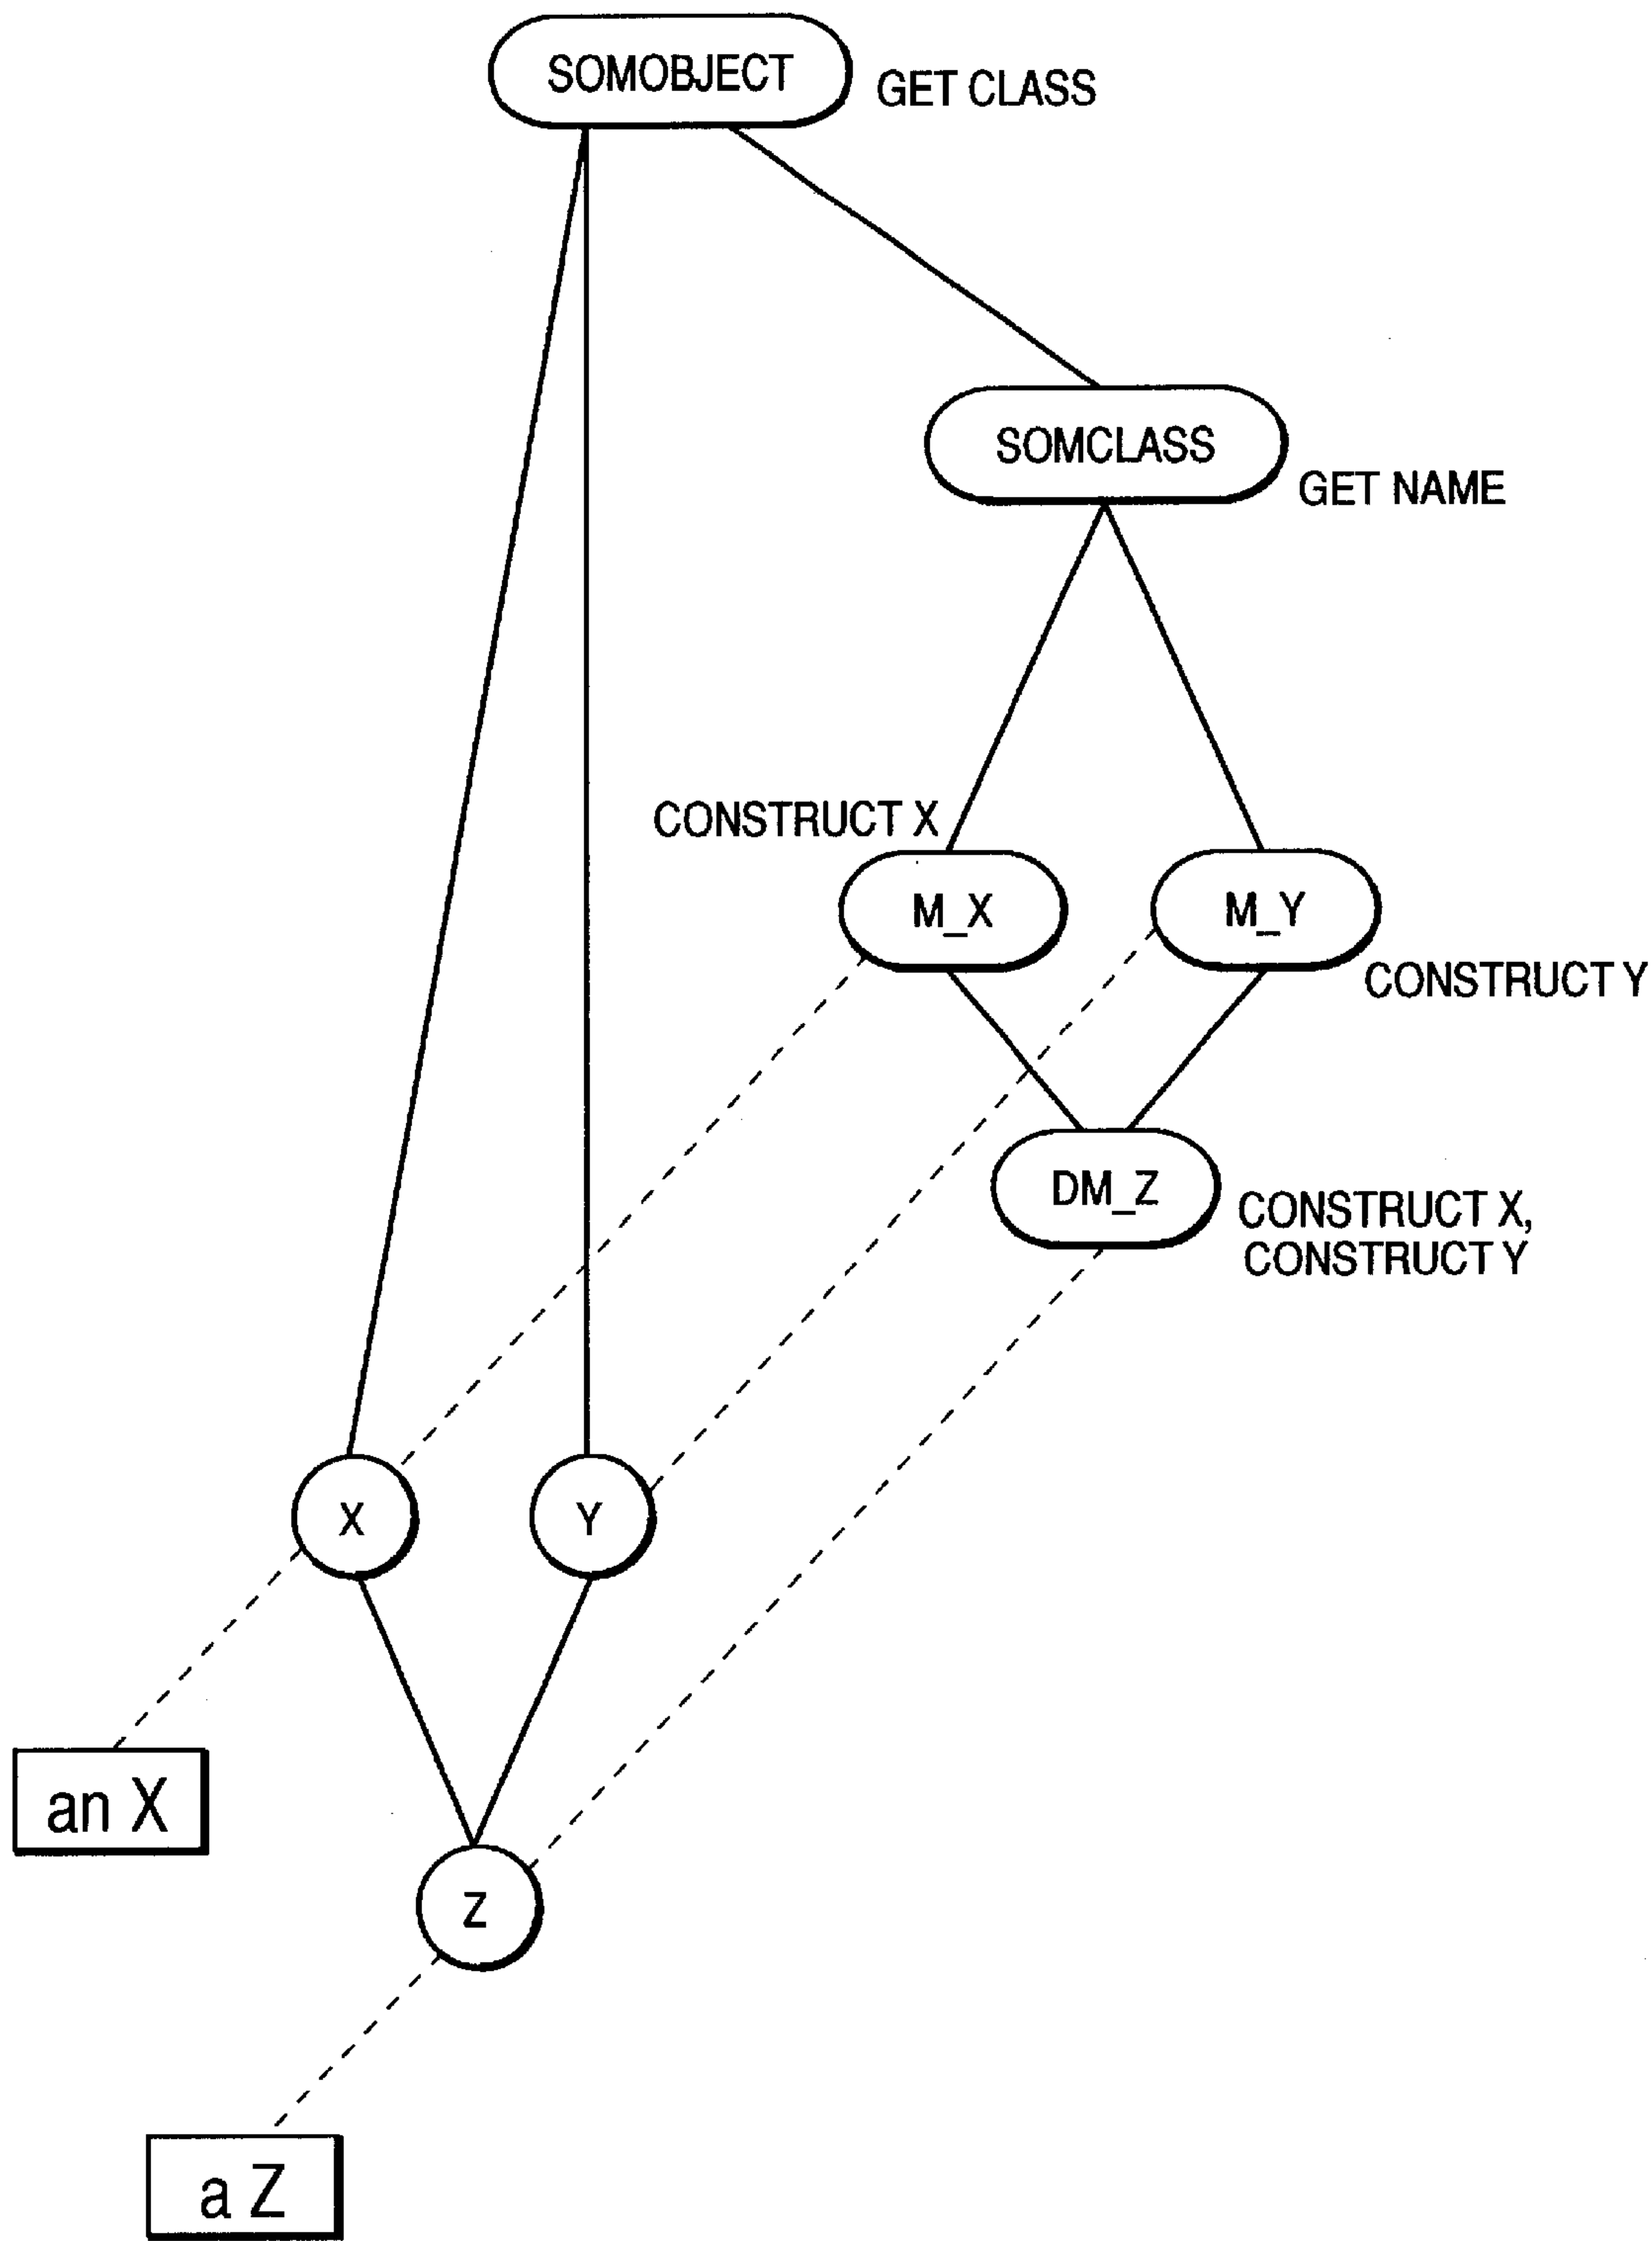 SOMOBJECT
GET CLASS
SOMCLASS
GET NAME
CONSTRUCT X
M_X
M_Y
CONSTRUCT Y
DM_Z
CONSTRUCT X,
CONSTRUCT Y
X
Y
an X
Z
a Z